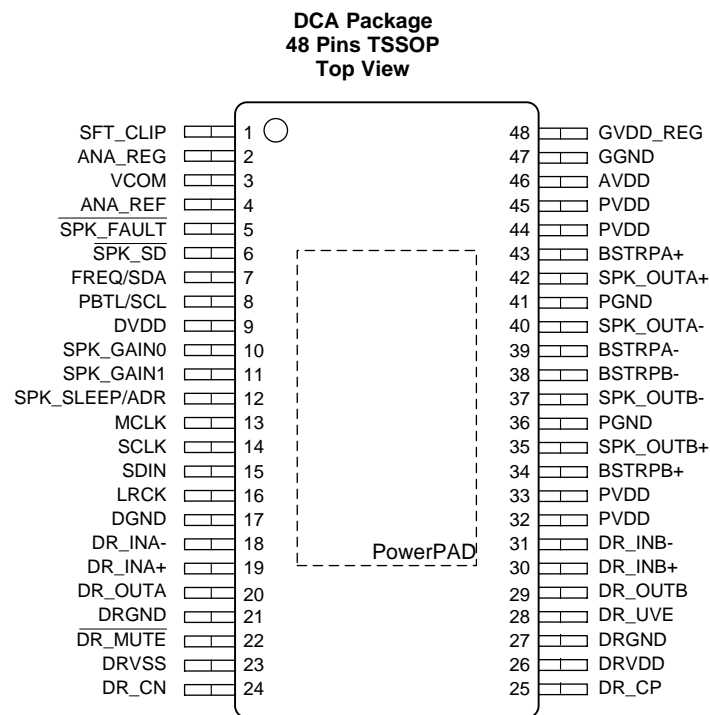 DCA Package
48 Pins TSSOP
Top View
SFT_CLIP 1 48 GVDD_REG
ANA_REG 2 47 GGND
VCOM 3 46 AVDD
ANA_REF 4 45 PVDD
SPK_FAULT 5 44 PVDD
SPK_SD 6 43 BSTRPA+
FREQ/SDA 7 42 SPK_OUTA+
PBTL/SCL 8 41 PGND
DVDD 9 40 SPK_OUTA-
SPK_GAIN0 10 39 BSTRPA-
SPK_GAIN1 11 38 BSTRPB-
SPK_SLEEP/ADR 12 37 SPK_OUTB-
MCLK 13 36 PGND
SCLK 14 35 SPK_OUTB+
SDIN 15 34 BSTRPB+
LRCK 16 33 PVDD
DGND 17 32 PVDD
DR_INA- 18 PowerPAD 31 DR_INB-
DR_INA+ 19 30 DR_INB+
DR_OUTA 20 29 DR_OUTB
DRGND 21 28 DR_UVE
DR_MUTE 22 27 DRGND
DRVSS 23 26 DRVDD
DR_CN 24 25 DR_CP